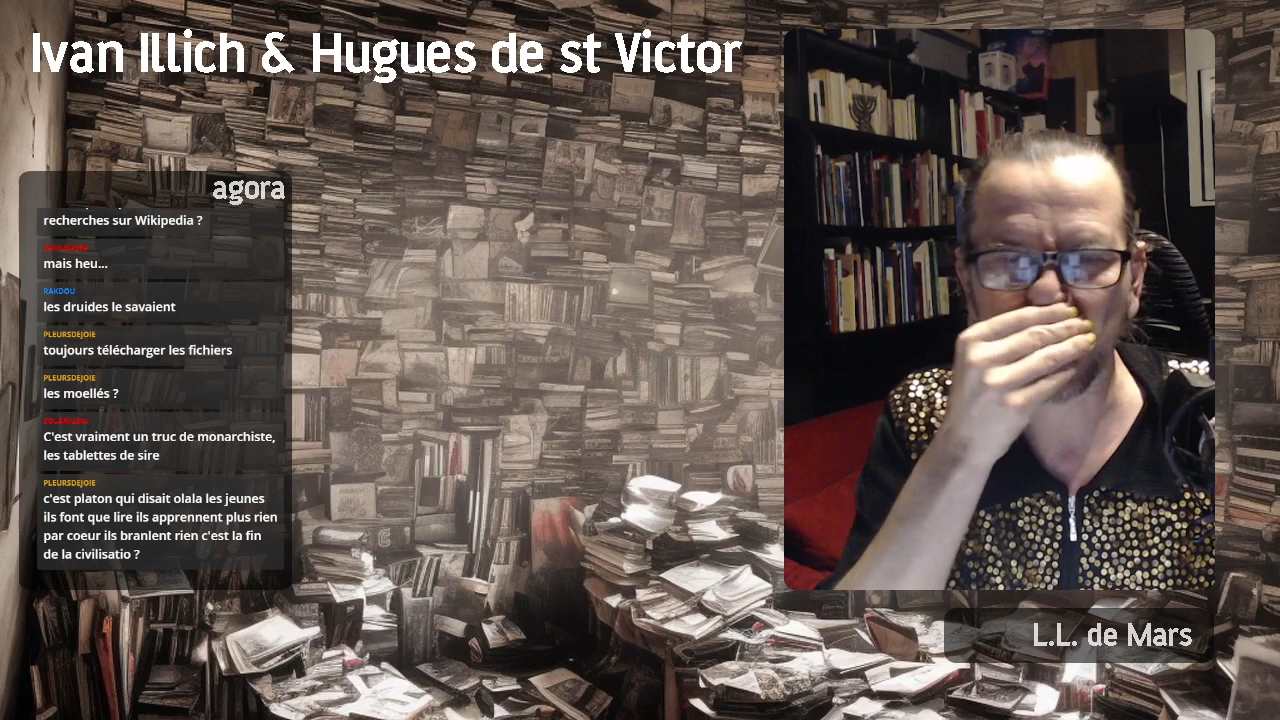 Ivan Illich & Hugues de st Victor
agora
recherches sur Wikipedia ?
mais heu...
RAKDOU
les druides le savaient
PLEURSDEJOIE
toujours télécharger les fichiers
PLEURSDEJOIE
les moellés ?
C'est vraiment un truc de monarchiste,
les tablettes de sire
PLEURSDEJOIE
c'est platon qui disait olala les jeunes
ils font que lire ils apprennent plus rien
par coeur ils branlent rien c'est la fin
de la civilisatio ?
L.L. de Mars